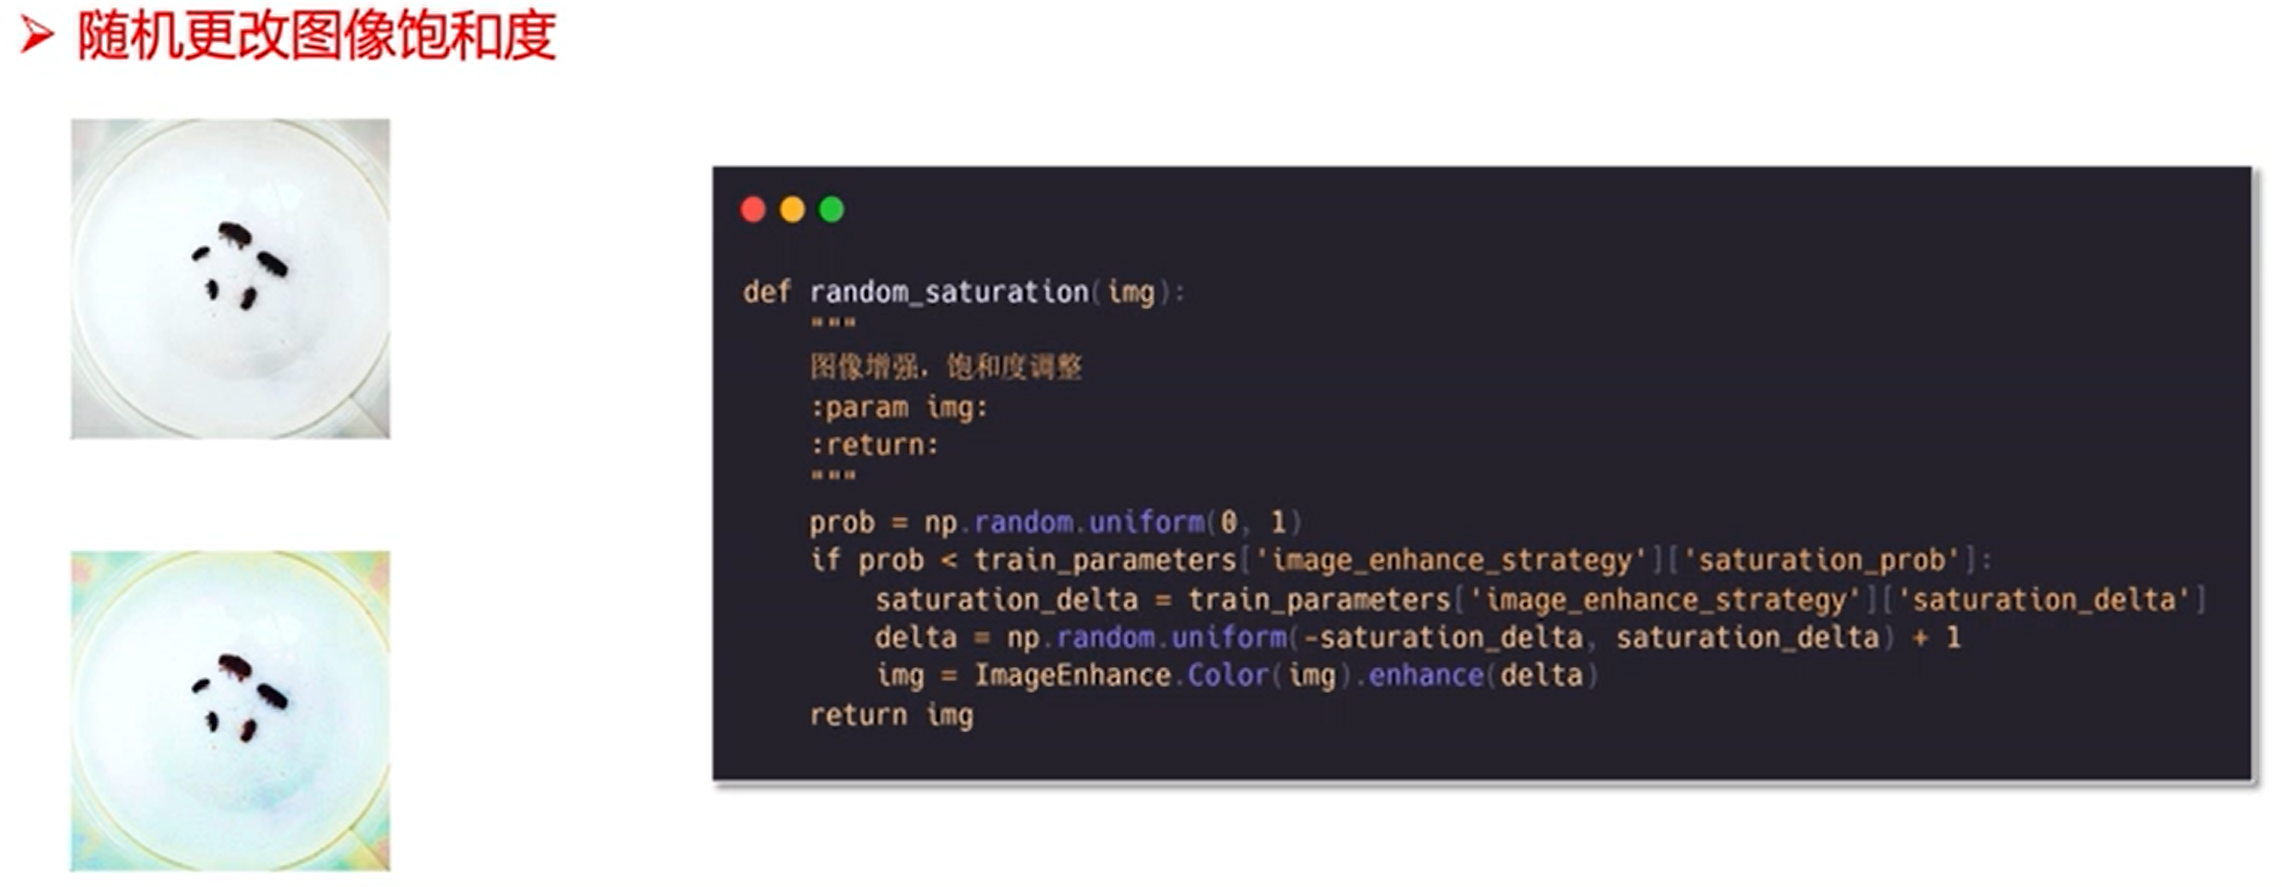 随机更改图像饱和度
def random_saturation(img):
"""
图像增强，饱和度调整
:param img:
:return:
"""
prob = np.random.uniform(0, 1)
if prob < train_parameters['image_enhance_strategy']['saturation_prob']:
saturation_delta = train_parameters['image_enhance_strategy']['saturation_delta']
delta = np.random.uniform(-saturation_delta, saturation_delta) + 1
img = ImageEnhance.Color(img).enhance(delta)
return img